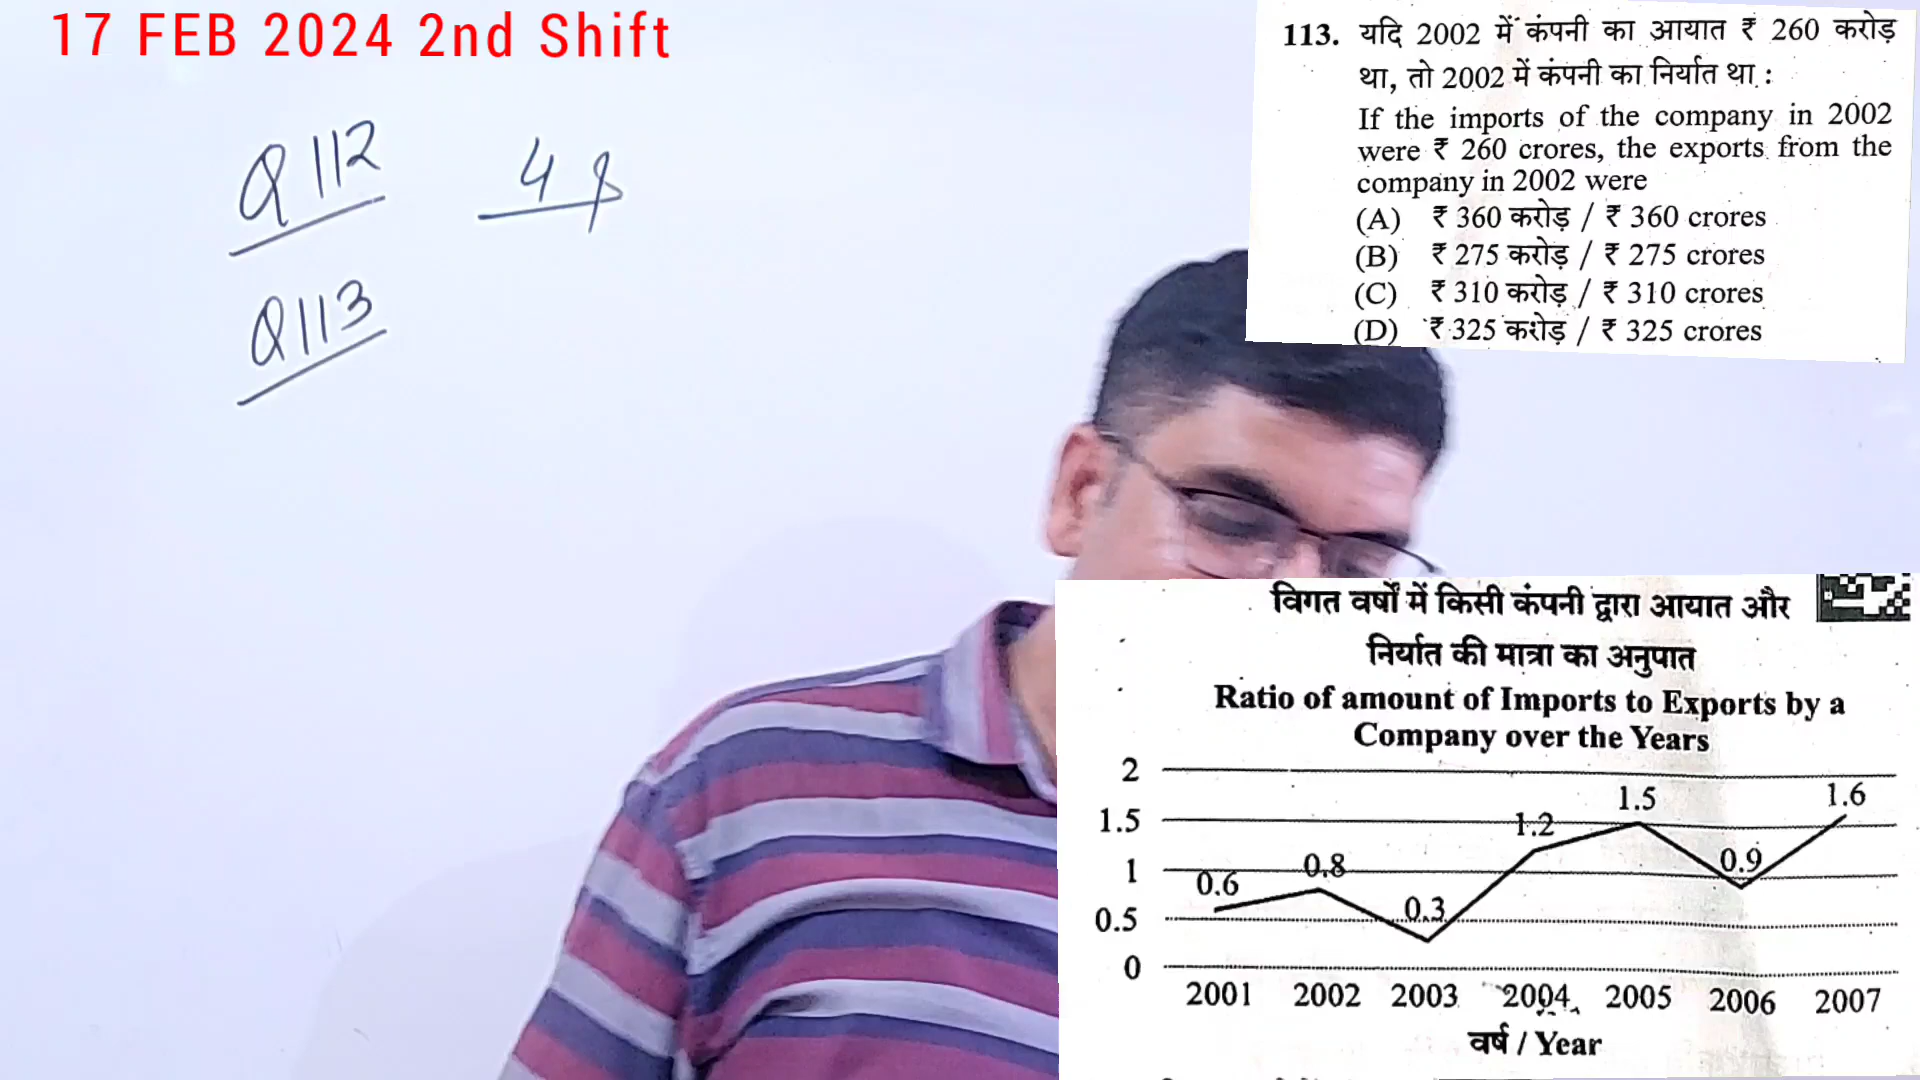 17 FEB 2024 2nd Shift
Q112 4
Q113
113. यदि 2002 में कंपनी का आयात ₹ 260 करोड़
था, तो 2002 में कंपनी का निर्यात था :
If the imports of the company in 2002
were ₹ 260 crores, the exports from the
company in 2002 were
(A) ₹ 360 करोड़ / ₹ 360 crores
(B) ₹ 275 करोड़ / ₹ 275 crores
(C) ₹ 310 करोड़ / ₹ 310 crores
(D) ₹ 325 करोड़ / ₹ 325 crores
विगत वर्षों में किसी कंपनी द्वारा आयात और
निर्यात की मात्रा का अनुपात
Ratio of amount of Imports to Exports by a
Company over the Years
2
1.5
1
0.5
0
0.6
0.8
0.3
1.2
1.5
0.9
1.6
2001 2002 2003 2004 2005 2006 2007
वर्ष / Year